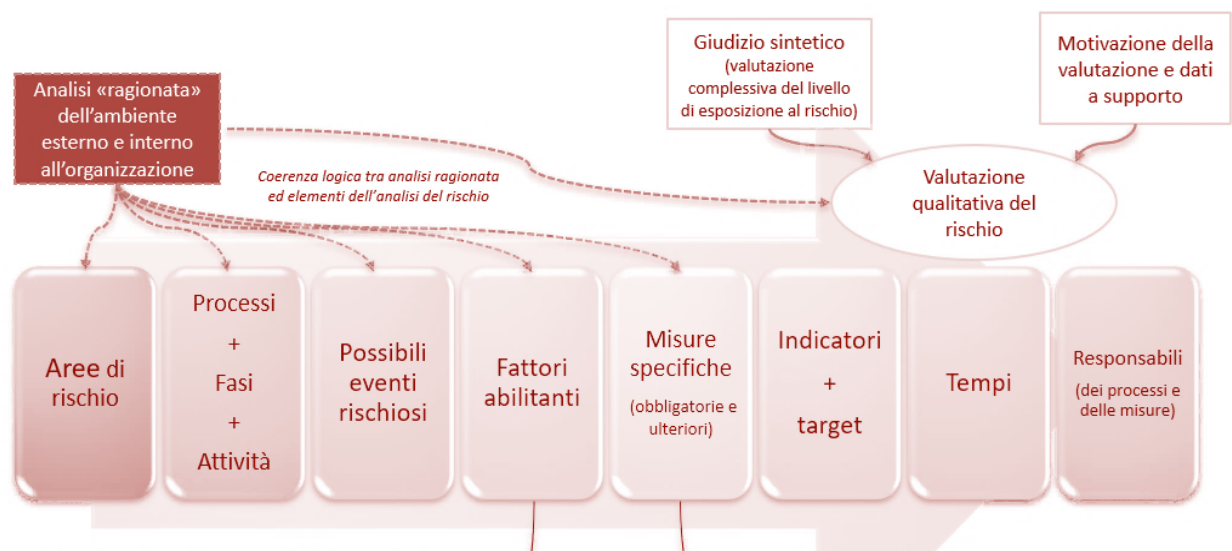 Analisi «ragionata»
dell'ambiente
esterno e interno
all'organizzazione
Giudizio sintetico
(valutazione
complessiva del livello
di esposizione al rischio)
Motivazione della
valutazione e dati
a supporto
Coerenza logica tra analisi ragionata
ed elementi dell'analisi del rischio
Valutazione
qualitativa del
rischio
Aree di
rischio
Processi
+
Fasi
+
Attività
Possibili
eventi
rischiosi
Fattori
abilitanti
Misure
specifiche
(obbligatorie e
ulteriori)
Indicatori
+
target
Tempi
Responsabili
(dei processi e
delle misure)